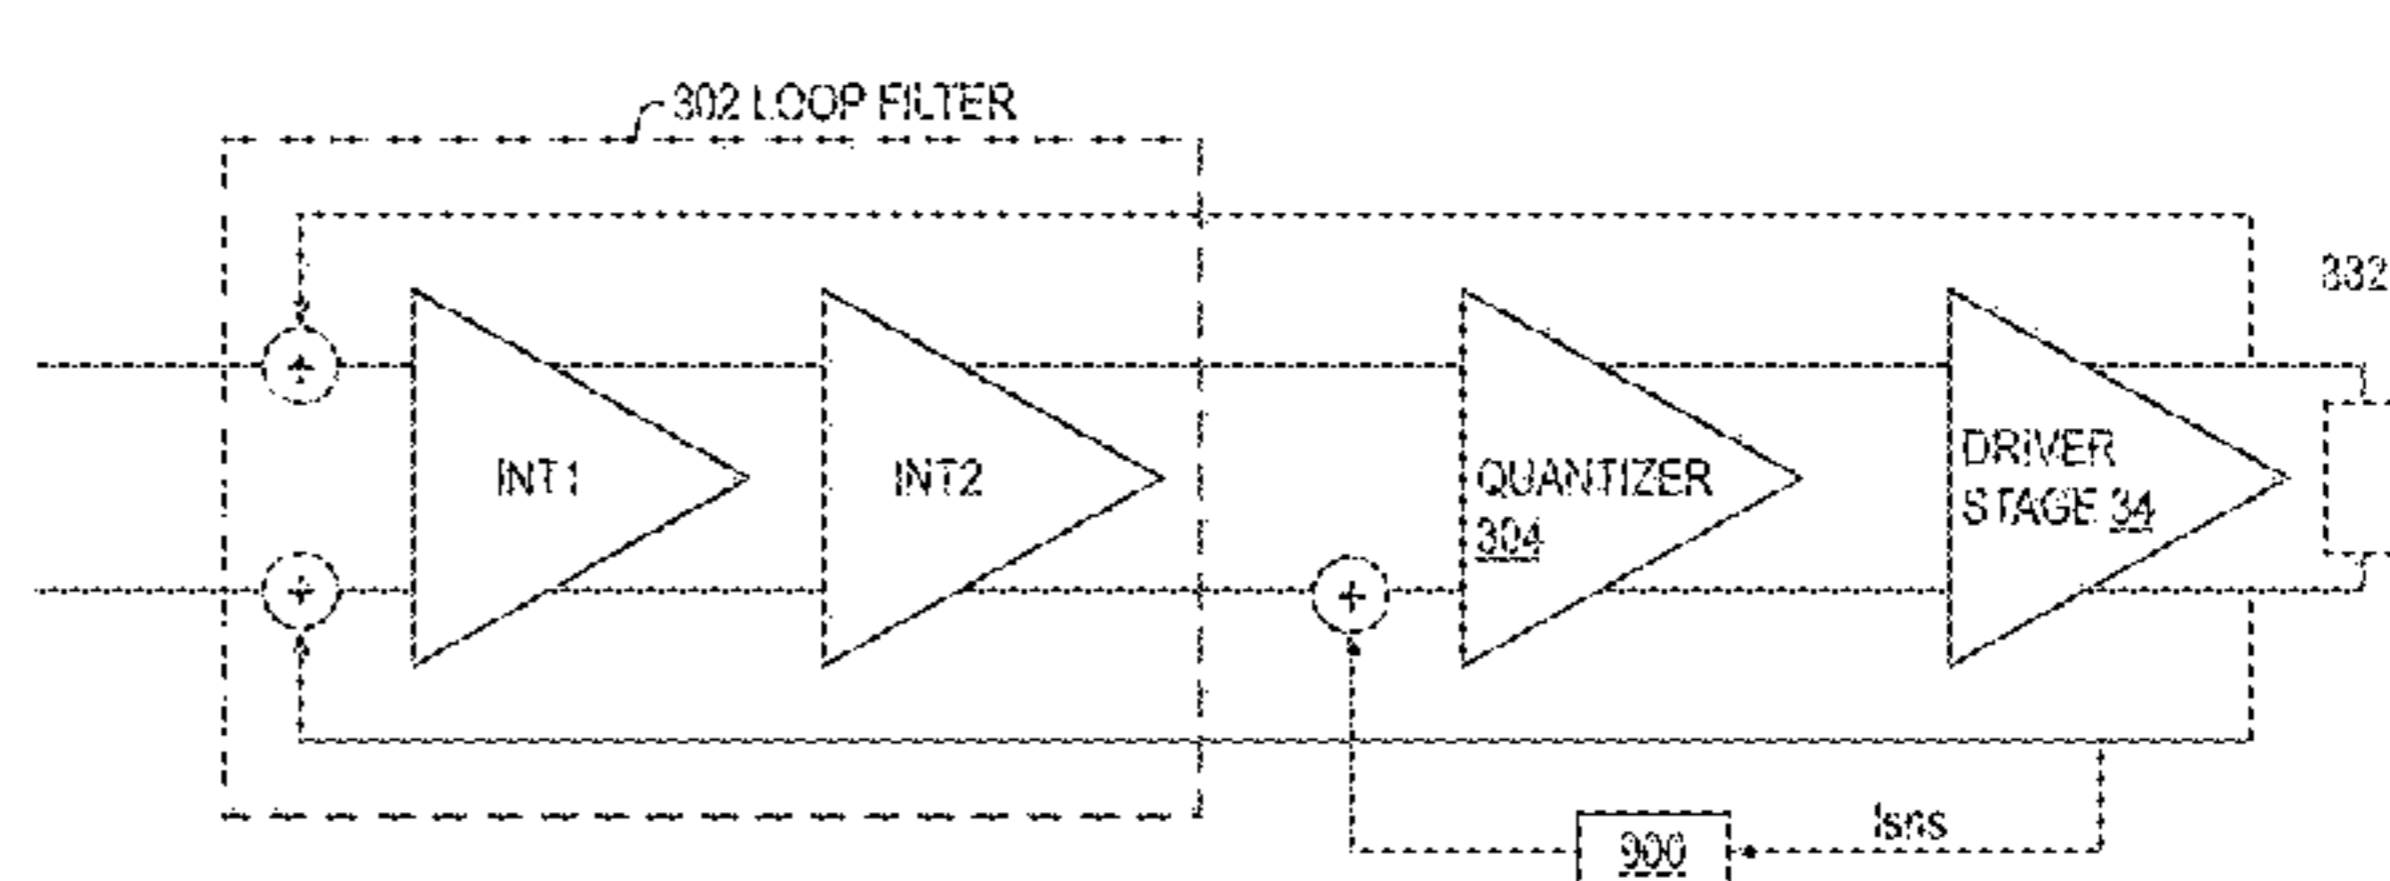 302 LOOP FILTER
332
+
+
+
INT1
INT2
QUANTIZER
304
DRIVER
STAGE 34
Isns
900